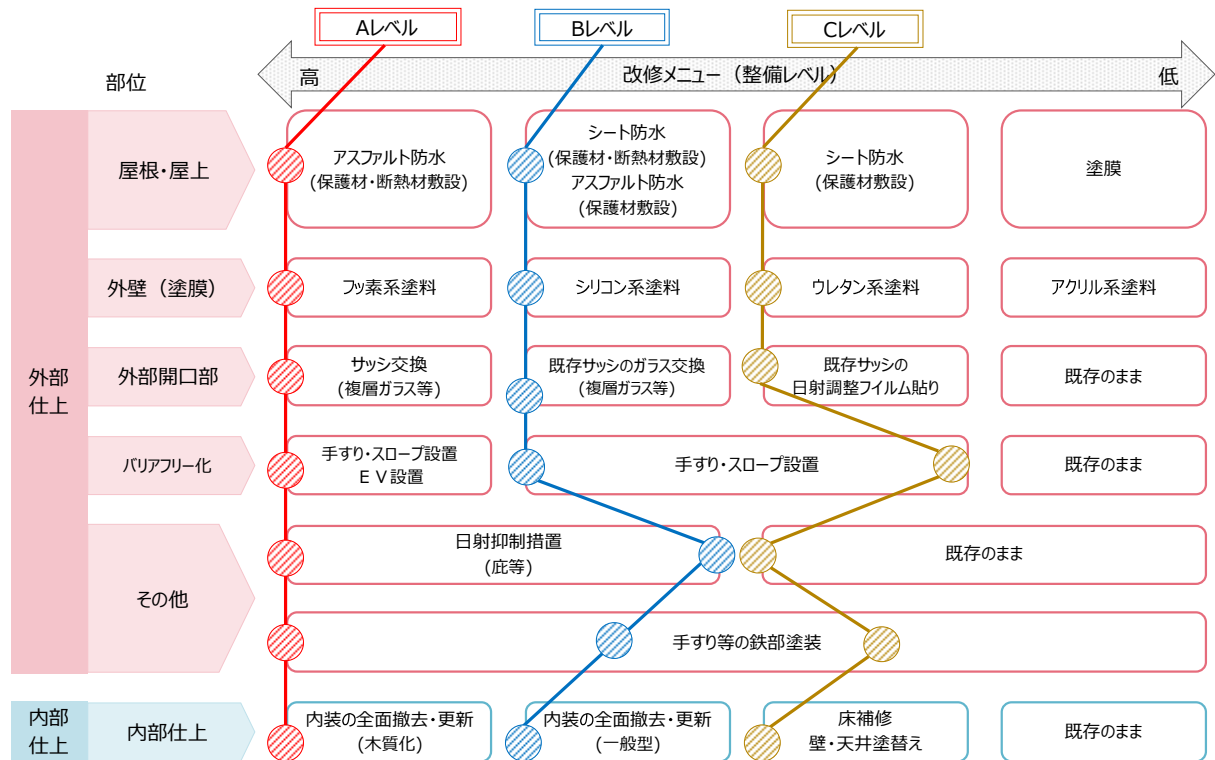 Aレベル
Bレベル
Cレベル
部位
高
改修メニュー（整備レベル）
低
外部
仕上
屋根・屋上
アスファルト防水
(保護材・断熱材敷設)
シート防水
(保護材・断熱材敷設)
アスファルト防水
(保護材敷設)
シート防水
(保護材敷設)
塗膜
外壁（塗膜）
フッ素系塗料
シリコン系塗料
ウレタン系塗料
アクリル系塗料
外部開口部
サッシ交換
(複層ガラス等)
既存サッシのガラス交換
(複層ガラス等)
既存サッシの
日射調整フイルム貼り
既存のまま
バリアフリー化
手すり・スロープ設置
ＥＶ設置
手すり・スロープ設置
既存のまま
その他
日射抑制措置
(庇等)
既存のまま
手すり等の鉄部塗装
内部
仕上
内部仕上
内装の全面撤去・更新
(木質化)
内装の全面撤去・更新
(一般型)
床補修
壁・天井塗替え
既存のまま